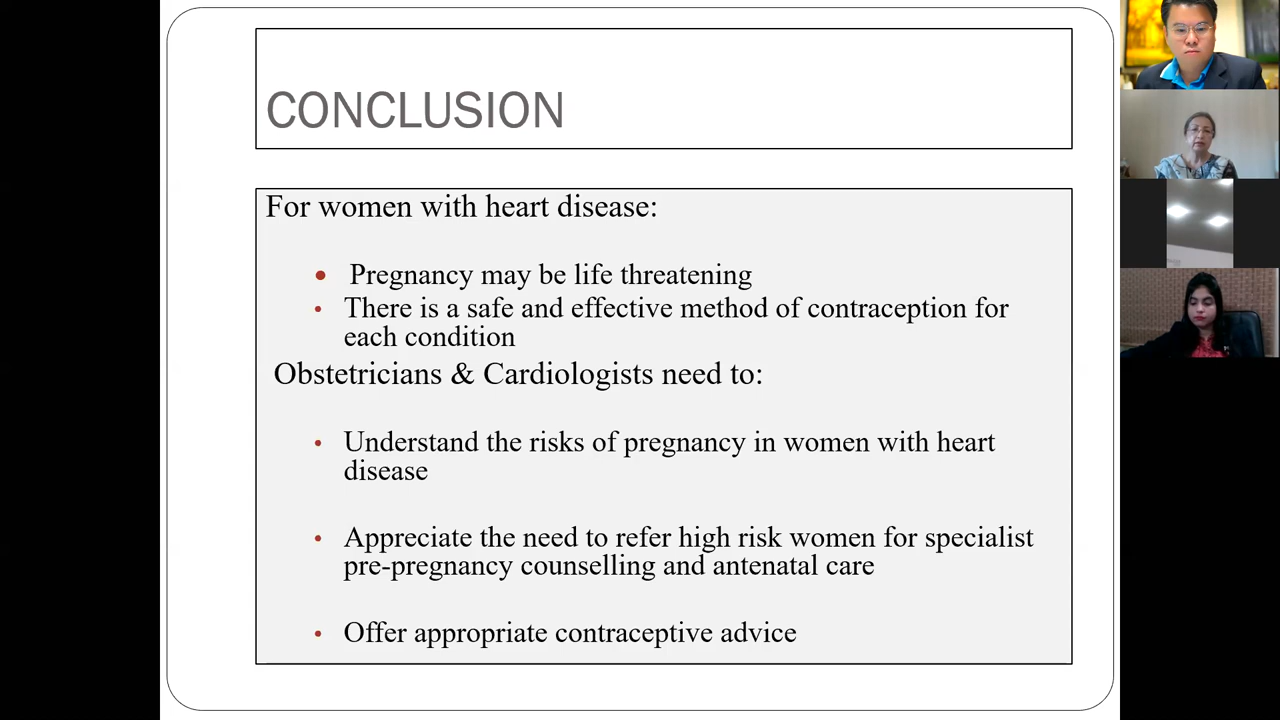 CONCLUSION
For women with heart disease:
• Pregnancy may be life threatening
• There is a safe and effective method of contraception for
each condition
Obstetricians & Cardiologists need to:
• Understand the risks of pregnancy in women with heart
disease
• Appreciate the need to refer high risk women for specialist
pre-pregnancy counselling and antenatal care
• Offer appropriate contraceptive advice